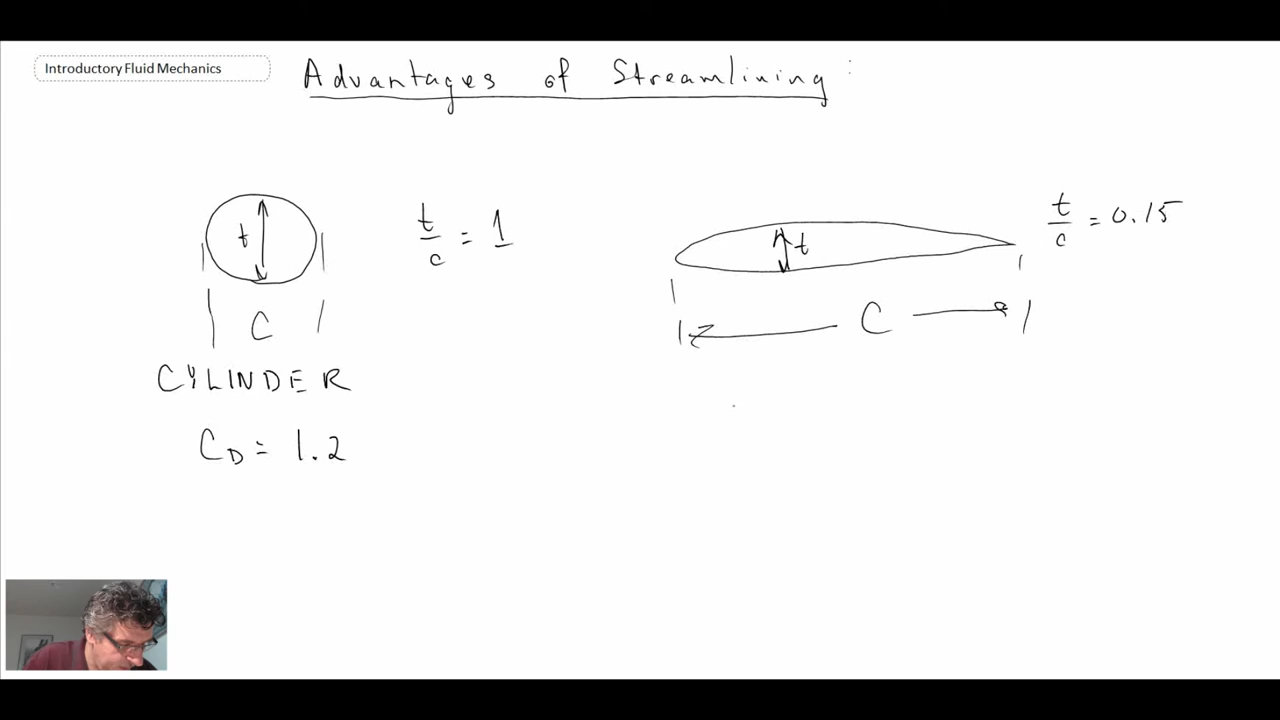 Introductory Fluid Mechanics
Advantages of Streamlining:
t
t/c = 1
C
CYLINDER
C_D = 1.2
t
t/c = 0.15
C